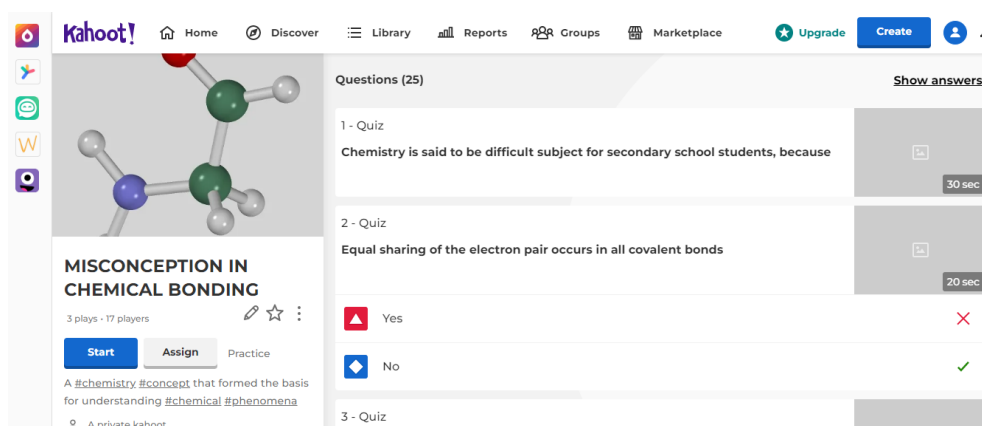 Kahoot!
Home
Discover
Library
Reports
Groups
Marketplace
Upgrade
Create
W
MISCONCEPTION IN
CHEMICAL BONDING
3 plays · 17 players
Start
Assign
Practice
A #chemistry #concept that formed the basis
for understanding #chemical #phenomena
A private kahoot
Questions (25)
Show answers
1 - Quiz
Chemistry is said to be difficult subject for secondary school students, because
30 sec
2 - Quiz
Equal sharing of the electron pair occurs in all covalent bonds
20 sec
Yes
No
3 - Quiz